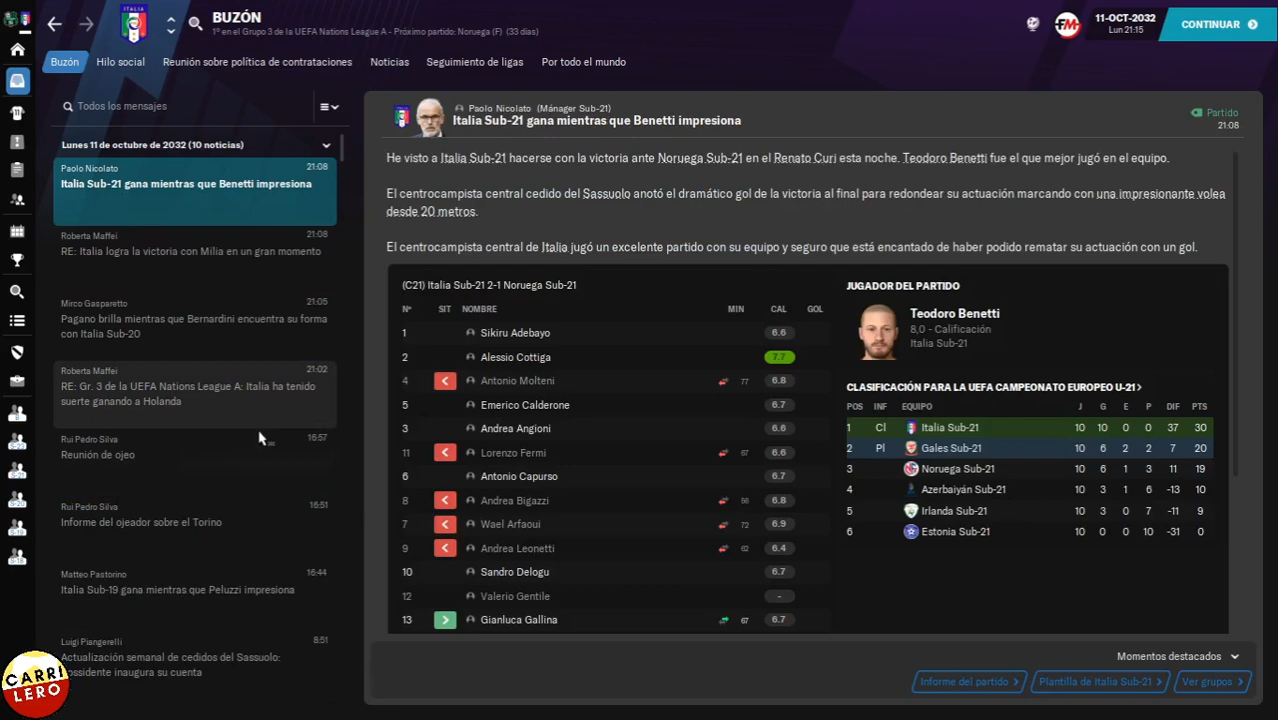 BUZÓN
1º en el Grupo 3 de la UEFA Nations League A - Próximo partido: Noruega (F) (33 días)
11-OCT-2032
Lun 21:15
CONTINUAR
Buzón
Hilo social
Reunión sobre política de contrataciones
Noticias
Seguimiento de ligas
Por todo el mundo
Todos los mensajes
Lunes 11 de octubre de 2032 (10 noticias)
Paolo Nicolato 21:08
Italia Sub-21 gana mientras que Benetti impresiona
Roberta Maffei 21:08
RE: Italia logra la victoria con Milia en un gran momento
Mirco Gasparetto 21:05
Pagano brilla mientras que Bernardini encuentra su forma
con Italia Sub-20
Roberta Maffei 21:02
RE: Gr. 3 de la UEFA Nations League A: Italia ha tenido
suerte ganando a Holanda
Rui Pedro Silva 16:57
Reunión de ojeo
Rui Pedro Silva 16:51
Informe del ojeador sobre el Torino
Matteo Pastorino 16:44
Italia Sub-19 gana mientras que Peluzzi impresiona
Luigi Piangerelli 8:51
Actualización semanal de cedidos del Sassuolo:
ossidente inaugura su cuenta
CARRI
LERO
Paolo Nicolato (Mánager Sub-21)
Italia Sub-21 gana mientras que Benetti impresiona
Partido
21:08
He visto a Italia Sub-21 hacerse con la victoria ante Noruega Sub-21 en el Renato Curi esta noche. Teodoro Benetti fue el que mejor jugó en el equipo.
El centrocampista central cedido del Sassuolo anotó el dramático gol de la victoria al final para redondear su actuación marcando con una impresionante volea
desde 20 metros.
El centrocampista central de Italia jugó un excelente partido con su equipo y seguro que está encantado de haber podido rematar su actuación con un gol.
(C21) Italia Sub-21 2-1 Noruega Sub-21
Nº SIT NOMBRE MIN CAL GOL
1 Sikiru Adebayo 6.6
2 Alessio Cottiga 7.7
4 Antonio Molteni 77 6.8
5 Emerico Calderone 6.7
3 Andrea Angioni 6.8
11 Lorenzo Fermi 67 6.6
6 Antonio Capurso 6.7
8 Andrea Bigazzi 6.8
7 Wael Arfaoui 72 6.9
9 Andrea Leonetti 62 6.4
10 Sandro Delogu 6.7
12 Valerio Gentile -
13 Gianluca Gallina 67 6.7
JUGADOR DEL PARTIDO
Teodoro Benetti
8,0 - Calificación
Italia Sub-21
CLASIFICACIÓN PARA LA UEFA CAMPEONATO EUROPEO U-21
POS INF EQUIPO J G E P DIF PTS
1 Cl Italia Sub-21 10 10 0 0 37 30
2 Pl Gales Sub-21 10 6 2 2 7 20
3 Noruega Sub-21 10 6 1 3 11 19
4 Azerbaiyán Sub-21 10 3 1 6 -13 10
5 Irlanda Sub-21 10 3 0 7 -11 9
6 Estonia Sub-21 10 0 0 10 -31 0
Momentos destacados
Informe del partido
Plantilla de Italia Sub-21
Ver grupos